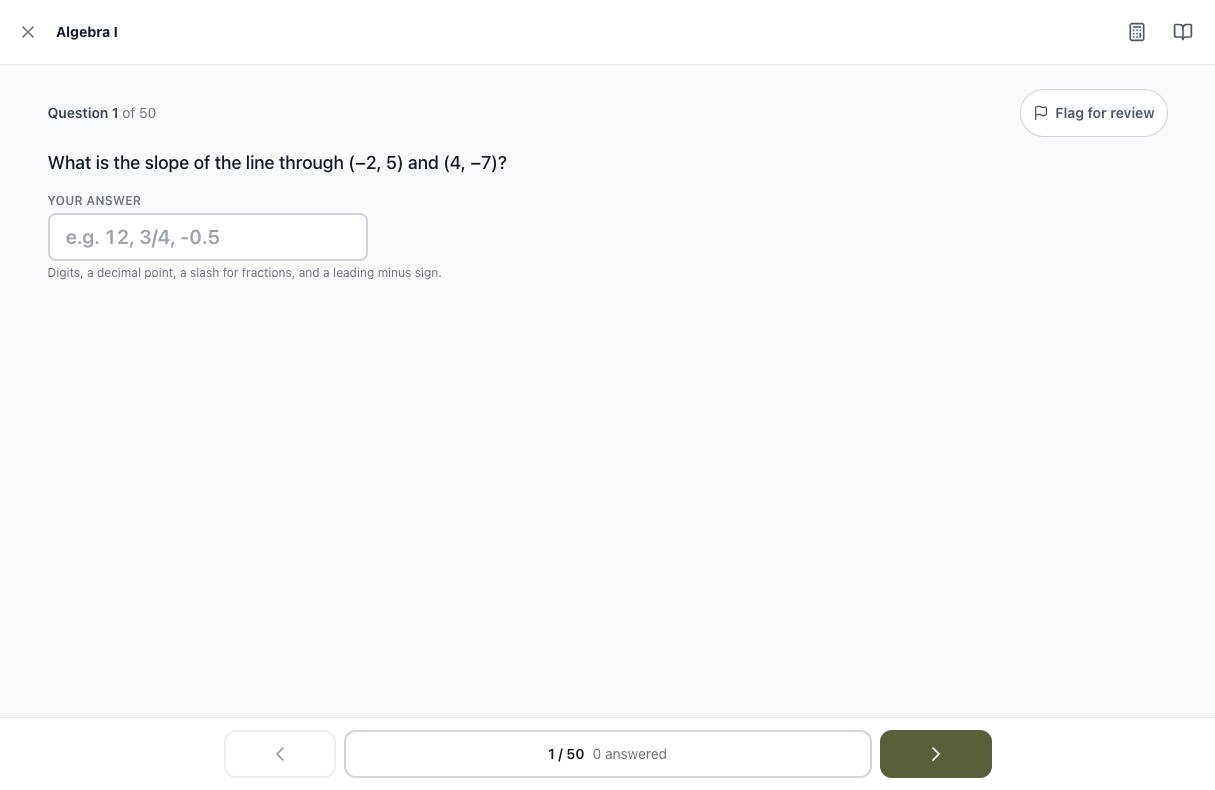 Algebra I
Question 1 of 50
Flag for review
What is the slope of the line through (−2, 5) and (4, −7)?
YOUR ANSWER
e.g. 12, 3/4, -0.5
Digits, a decimal point, a slash for fractions, and a leading minus sign.
1 / 50 0 answered